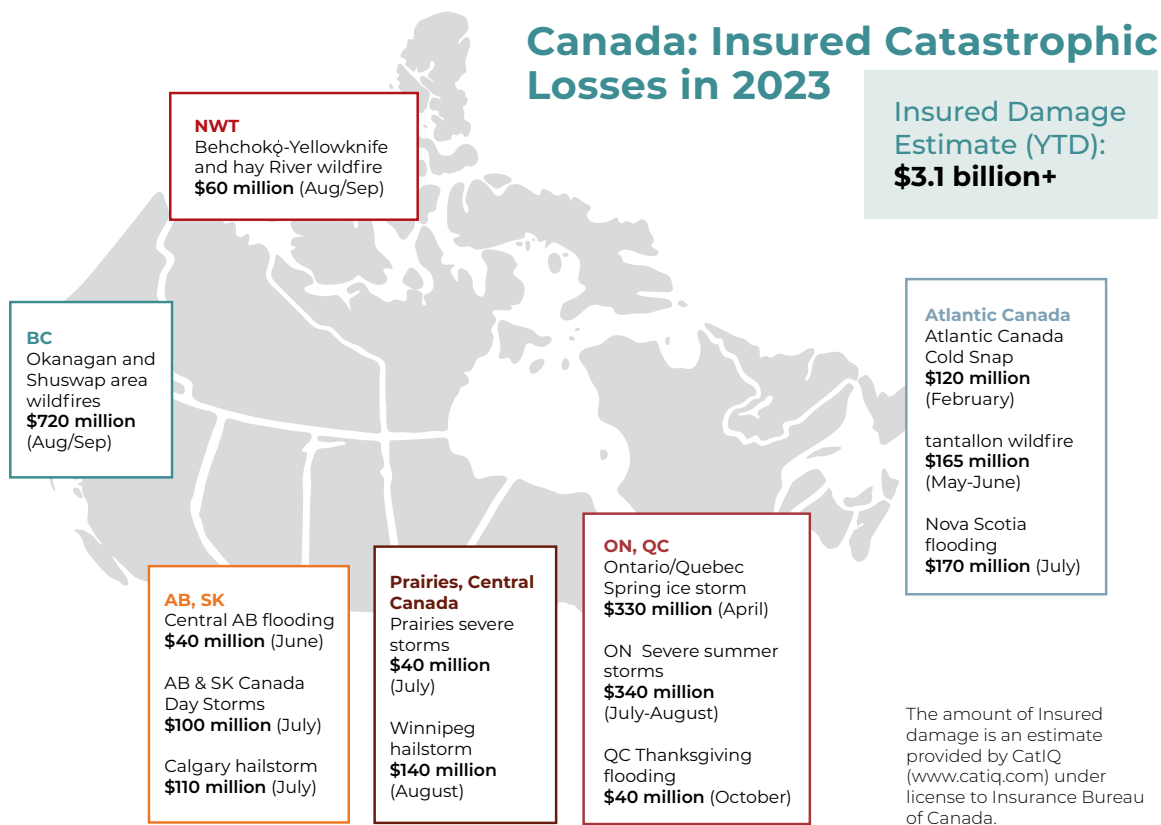 Canada: Insured Catastrophic
Losses in 2023
Insured Damage
Estimate (YTD):
$3.1 billion+
NWT
Behchokǫ̀-Yellowknife
and hay River wildfire
$60 million (Aug/Sep)
BC
Okanagan and
Shuswap area
wildfires
$720 million
(Aug/Sep)
Atlantic Canada
Atlantic Canada
Cold Snap
$120 million
(February)
tantallon wildfire
$165 million
(May-June)
Nova Scotia
flooding
$170 million (July)
AB, SK
Central AB flooding
$40 million (June)
AB & SK Canada
Day Storms
$100 million (July)
Calgary hailstorm
$110 million (July)
Prairies, Central
Canada
Prairies severe
storms
$40 million
(July)
Winnipeg
hailstorm
$140 million
(August)
ON, QC
Ontario/Quebec
Spring ice storm
$330 million (April)
ON Severe summer
storms
$340 million
(July-August)
QC Thanksgiving
flooding
$40 million (October)
The amount of Insured
damage is an estimate
provided by CatIQ
(www.catiq.com) under
license to Insurance Bureau
of Canada.